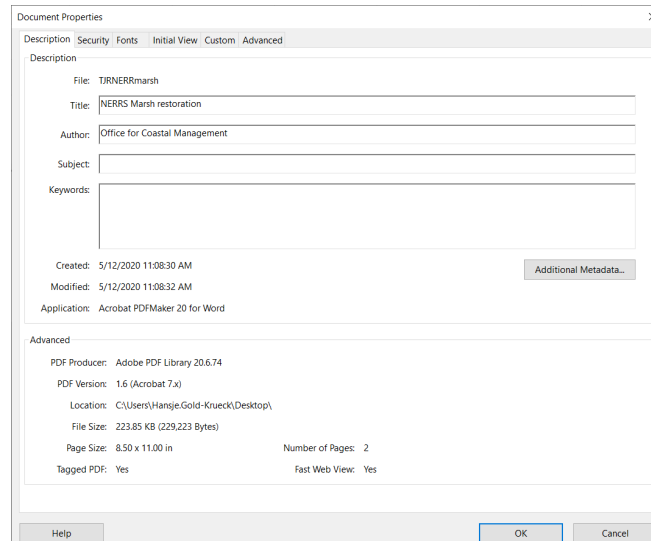 Document Properties
Description Security Fonts Initial View Custom Advanced
Description
File: TJRNERRmarsh
Title: NERRS Marsh restoration
Author: Office for Coastal Management
Subject:
Keywords:
Created: 5/12/2020 11:08:30 AM
Additional Metadata...
Modified: 5/12/2020 11:08:32 AM
Application: Acrobat PDFMaker 20 for Word
Advanced
PDF Producer: Adobe PDF Library 20.6.74
PDF Version: 1.6 (Acrobat 7.x)
Location: C:\Users\Hansje.Gold-Krueck\Desktop\
File Size: 223.85 KB (229,223 Bytes)
Page Size: 8.50 x 11.00 in Number of Pages: 2
Tagged PDF: Yes Fast Web View: Yes
Help OK Cancel